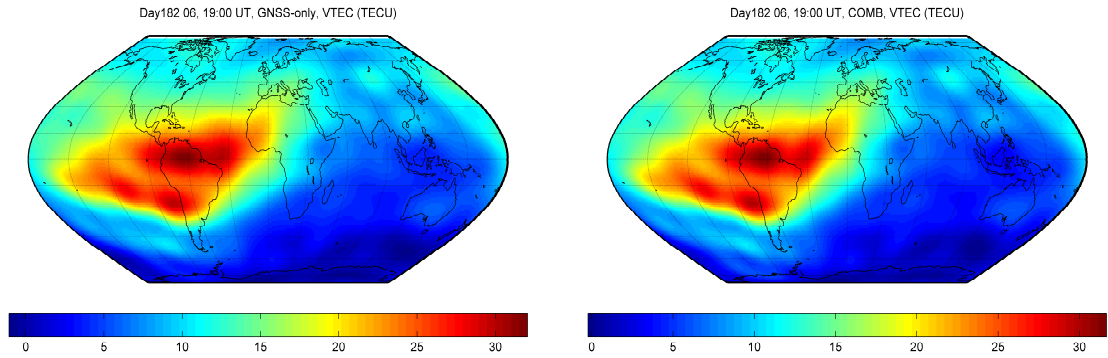 Day182 06, 19:00 UT, GNSS-only, VTEC (TECU)
0 5 10 15 20 25 30
Day182 06, 19:00 UT, COMB, VTEC (TECU)
0 5 10 15 20 25 30